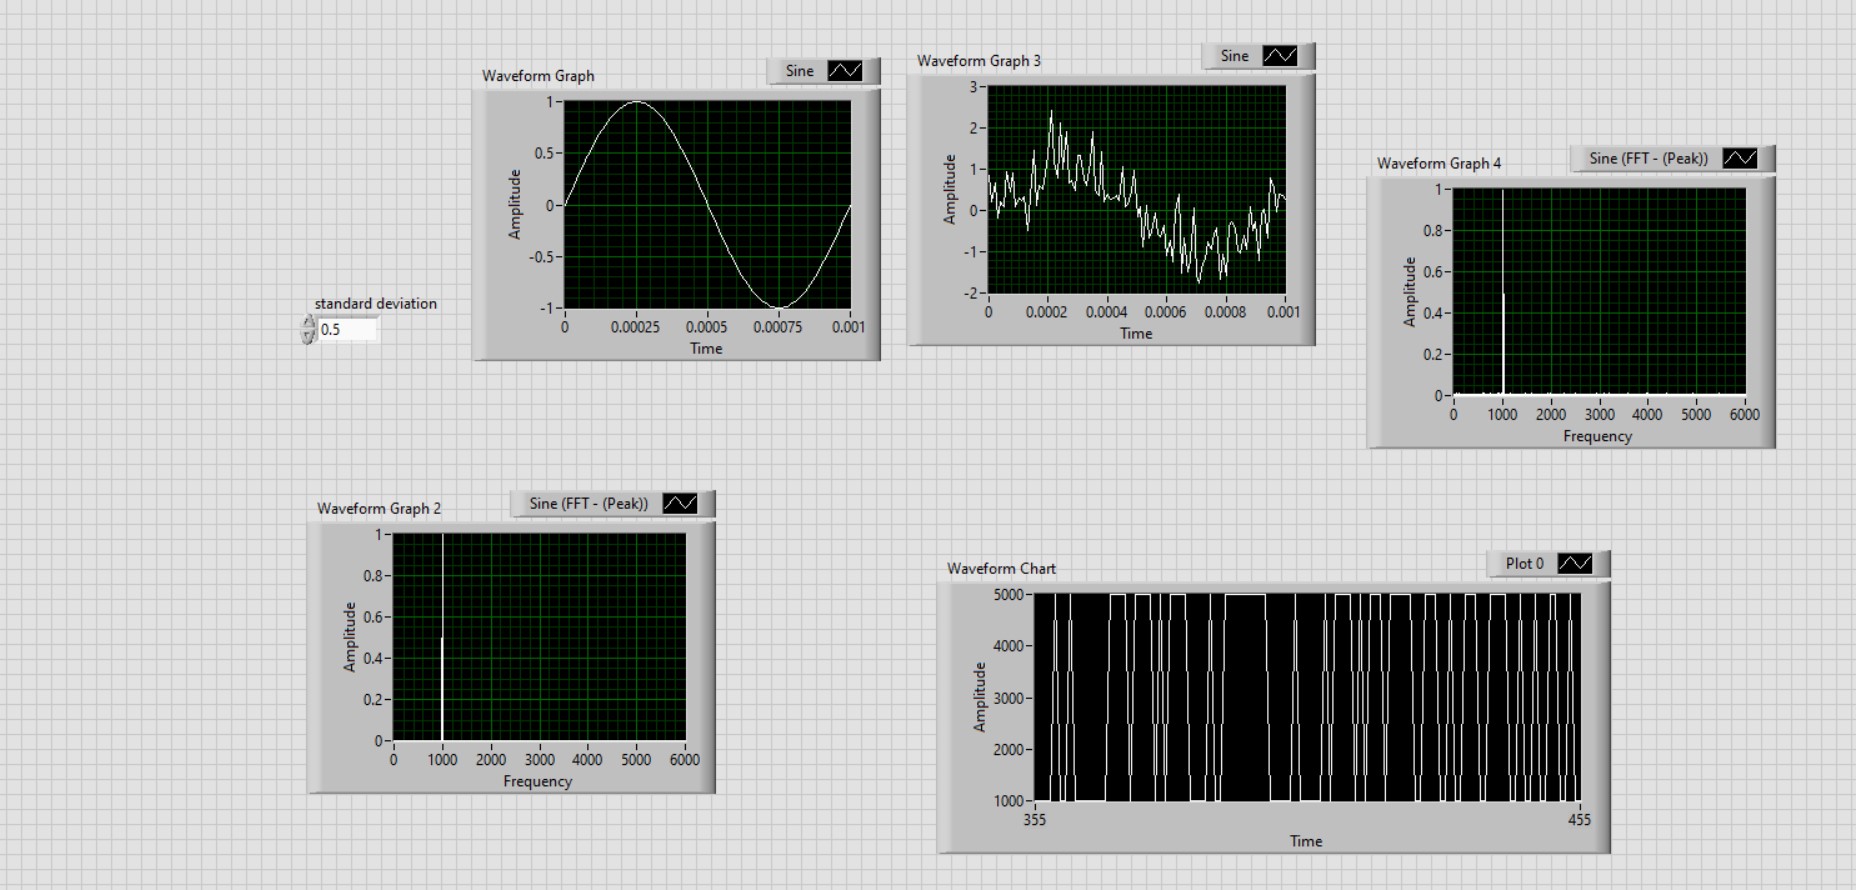 Waveform Graph
Sine
1
0.5
0
-0.5
-1
Amplitude
0 0.00025 0.0005 0.00075 0.001
Time
Waveform Graph 3
Sine
3
2
1
0
-1
-2
Amplitude
0 0.0002 0.0004 0.0006 0.0008 0.001
Time
Waveform Graph 4
Sine (FFT - (Peak))
1
0.8
0.6
0.4
0.2
0
Amplitude
0 1000 2000 3000 4000 5000 6000
Frequency
standard deviation
0.5
Waveform Graph 2
Sine (FFT - (Peak))
1
0.8
0.6
0.4
0.2
0
Amplitude
0 1000 2000 3000 4000 5000 6000
Frequency
Waveform Chart
Plot 0
5000
4000
3000
2000
1000
Amplitude
355 455
Time